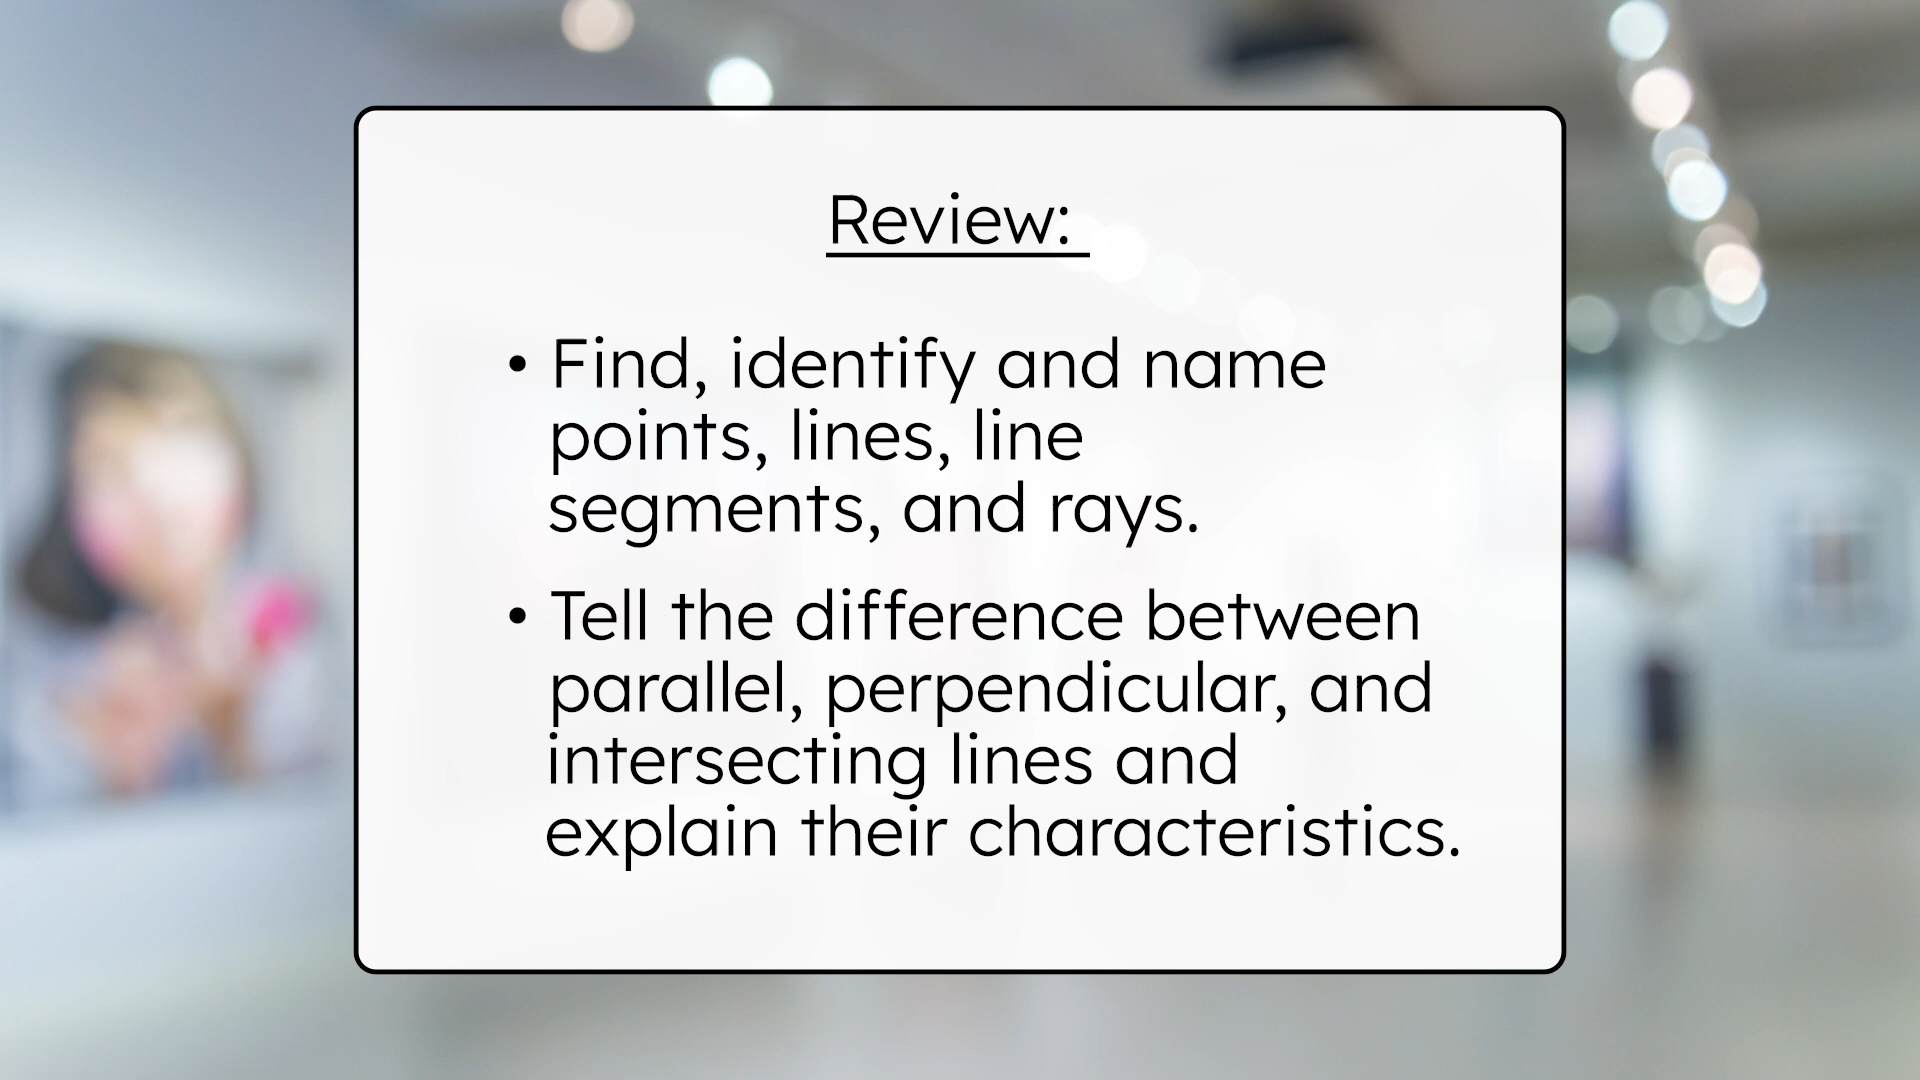 Review:
• Find, identify and name
points, lines, line
segments, and rays.
• Tell the difference between
parallel, perpendicular, and
intersecting lines and
explain their characteristics.